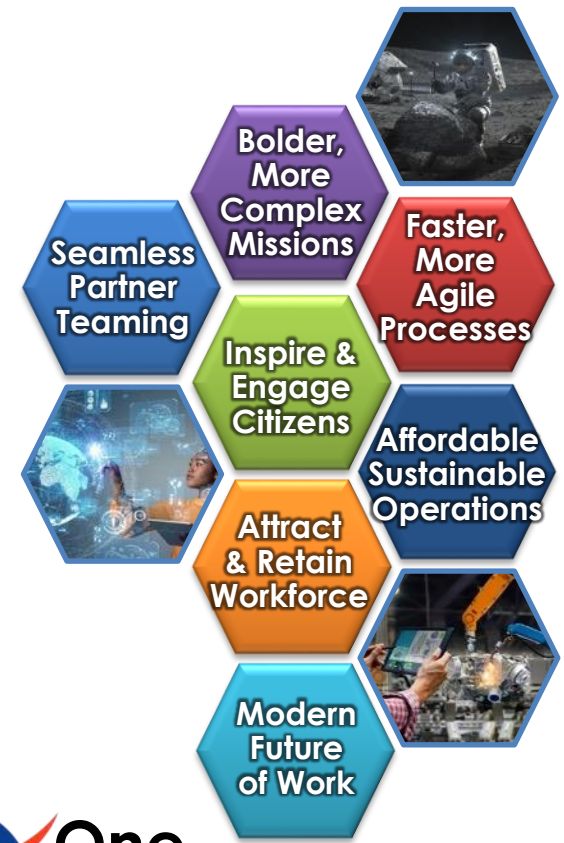 Bolder,
More
Complex
Missions
Faster,
More
Agile
Processes
Seamless
Partner
Teaming
Inspire &
Engage
Citizens
Affordable
Sustainable
Operations
Attract
& Retain
Workforce
Modern
Future
of Work
One